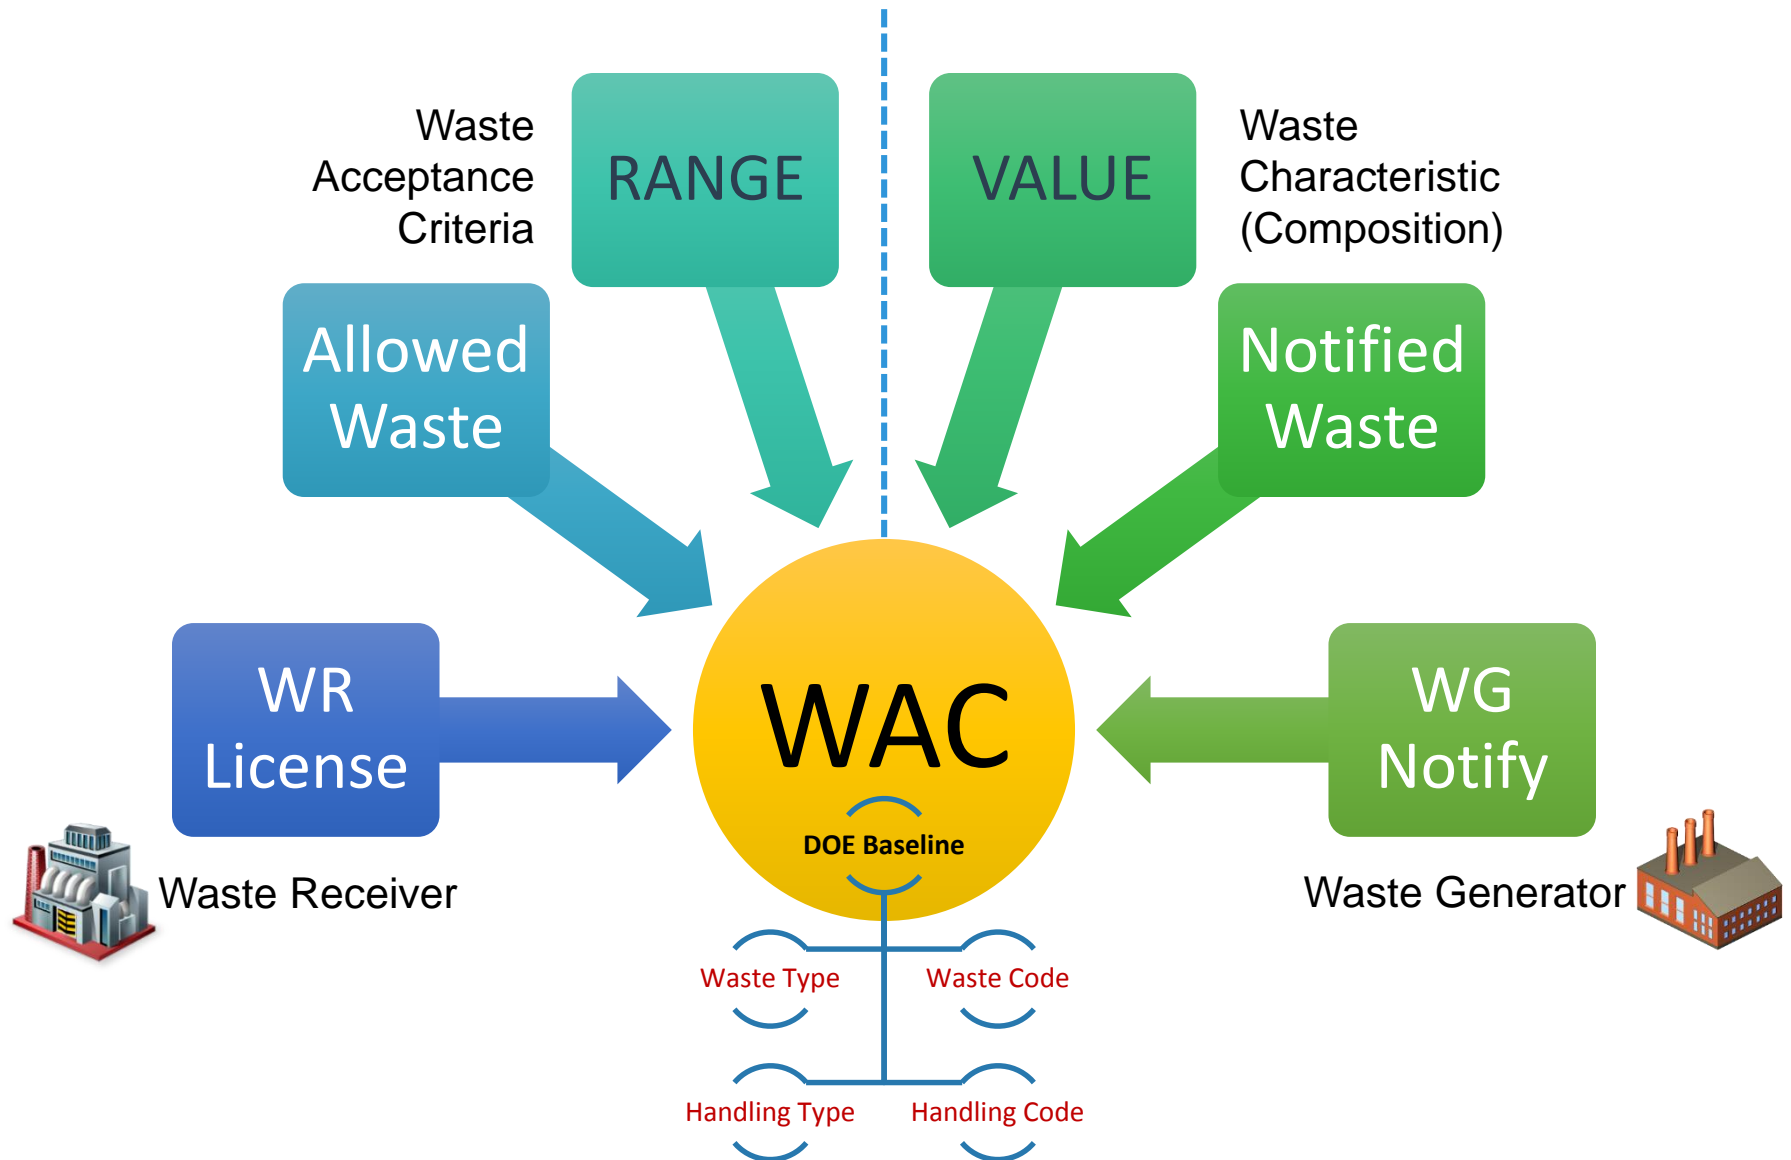 Waste
Acceptance
Criteria
RANGE
VALUE
Waste
Characteristic
(Composition)
Allowed
Waste
Notified
Waste
WR
License
WAC
DOE Baseline
WG
Notify
Waste Receiver
Waste Generator
Waste Type
Waste Code
Handling Type
Handling Code